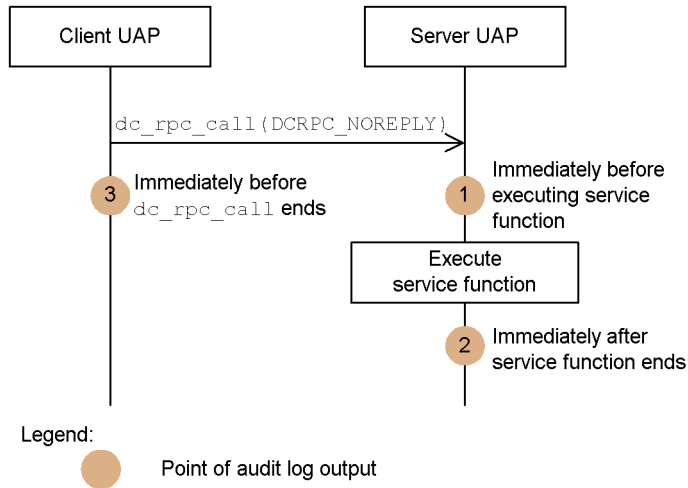 Client UAP
Server UAP
dc_rpc_call(DCRPC_NOREPLY)
3
Immediately before
dc_rpc_call ends
1
Immediately before
executing service
function
Execute
service function
2
Immediately after
service function ends
Legend:
Point of audit log output